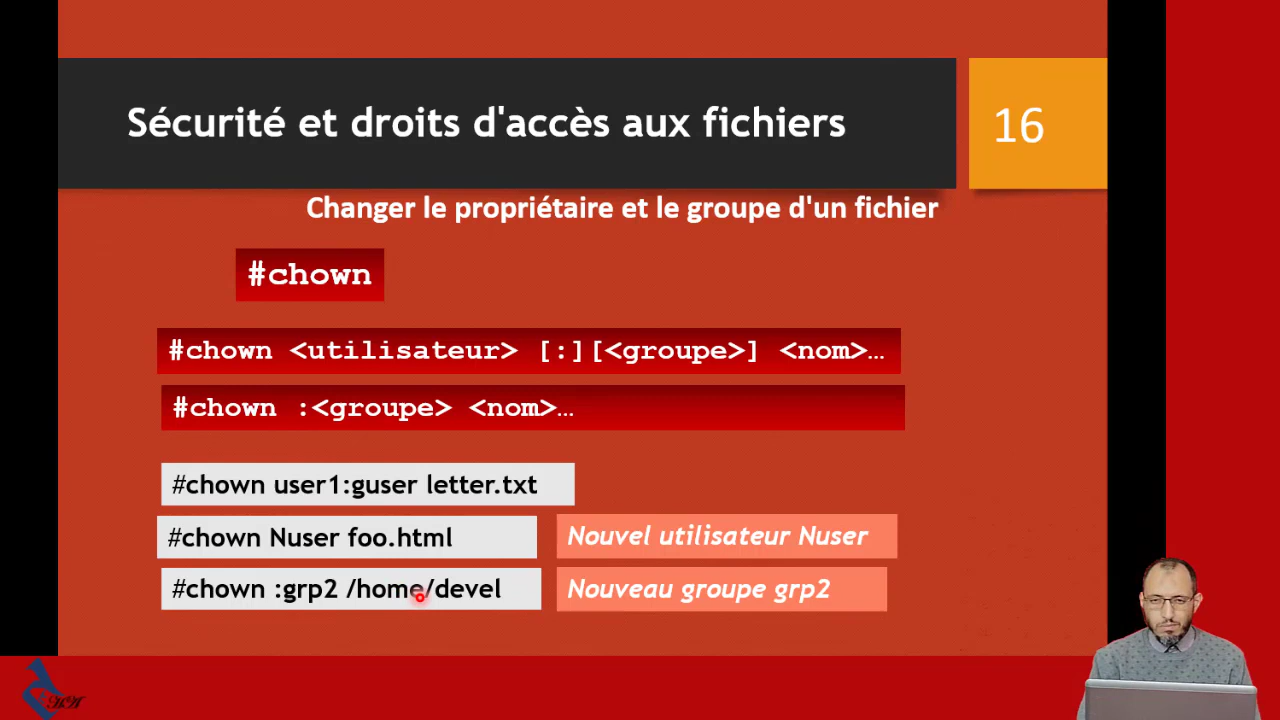 Sécurité et droits d'accès aux fichiers
16
Changer le propriétaire et le groupe d'un fichier
#chown
#chown <utilisateur> [:][<groupe>] <nom>…
#chown :<groupe> <nom>…
#chown user1:guser letter.txt
#chown Nuser foo.html
Nouvel utilisateur Nuser
#chown :grp2 /home/devel
Nouveau groupe grp2